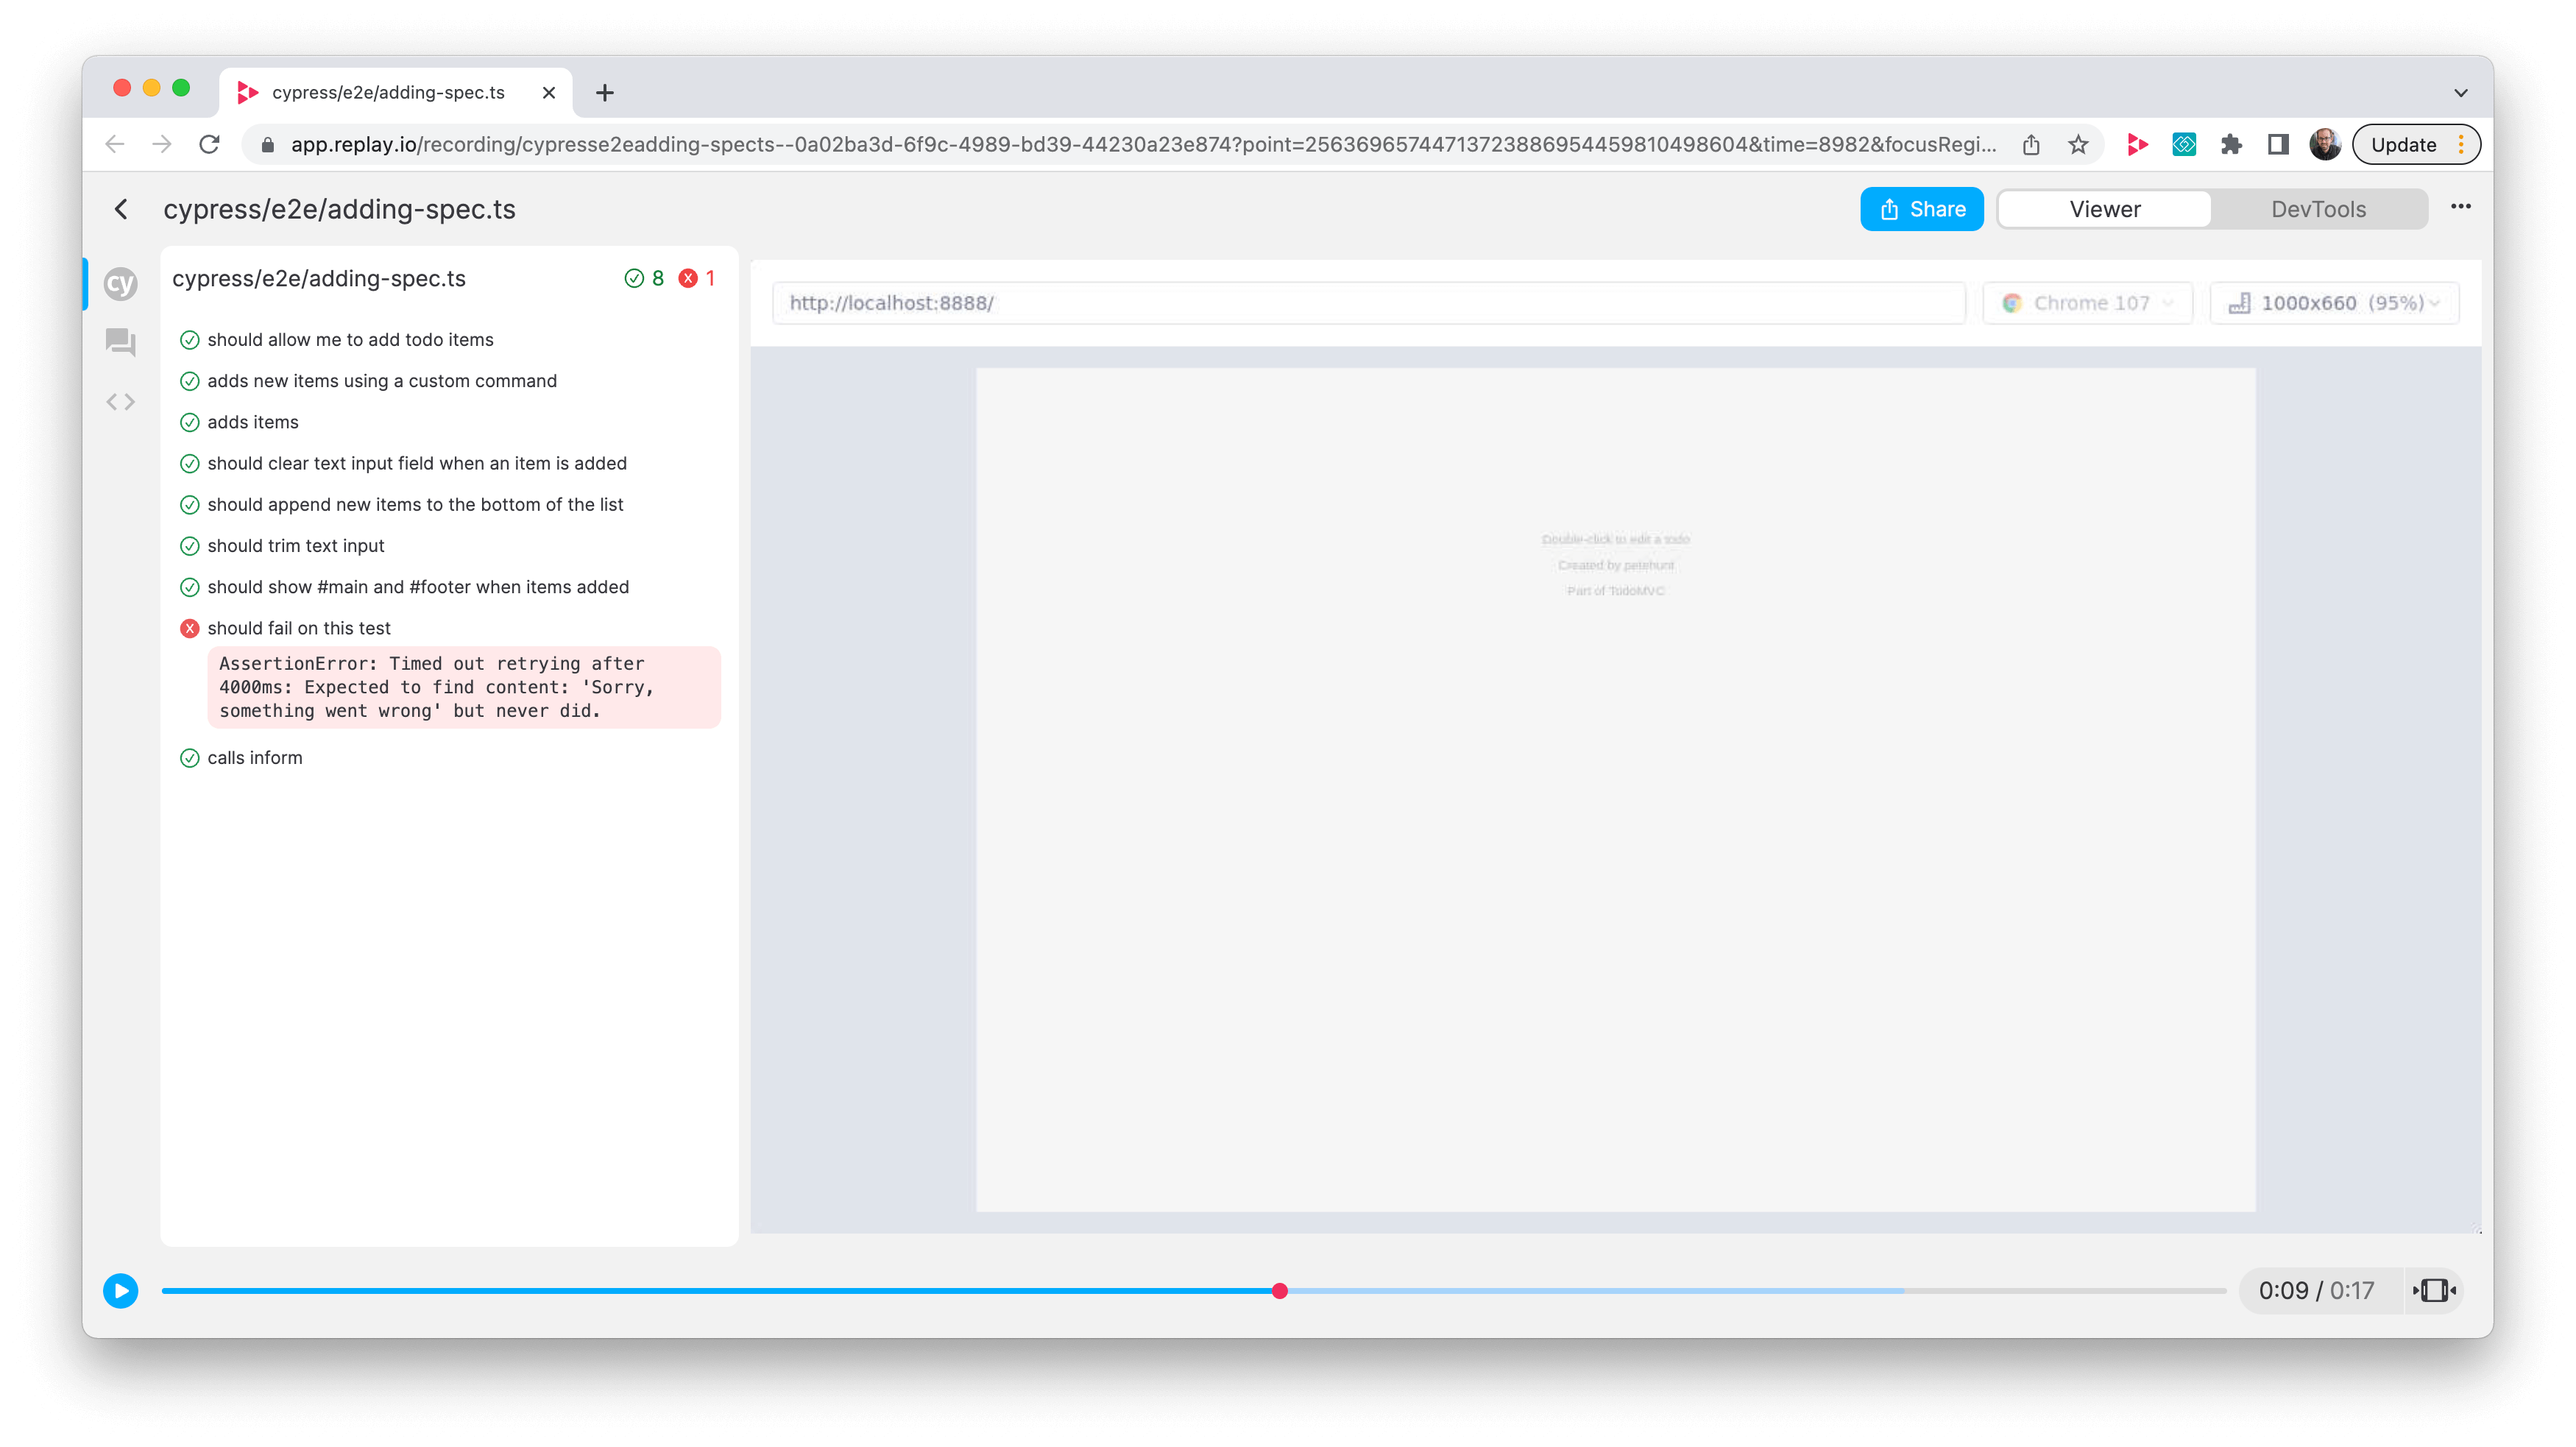 cypress/e2e/adding-spec.ts
app.replay.io/recording/cypresse2eadding-spects--0a02ba3d-6f9c-4989-bd39-44230a23e874?point=25636965744713723886954459810498604&time=8982&focusRegi...
Update
cypress/e2e/adding-spec.ts
Share
Viewer
DevTools
cy
cypress/e2e/adding-spec.ts
8
1
should allow me to add todo items
adds new items using a custom command
adds items
should clear text input field when an item is added
should append new items to the bottom of the list
should trim text input
should show #main and #footer when items added
should fail on this test
AssertionError: Timed out retrying after
4000ms: Expected to find content: 'Sorry,
something went wrong' but never did.
calls inform
http://localhost:8888/
Chrome 107
1000x660 (95%)
Double-click to edit a todo
Created by petehunt
Part of TodoMVC
0:09 / 0:17